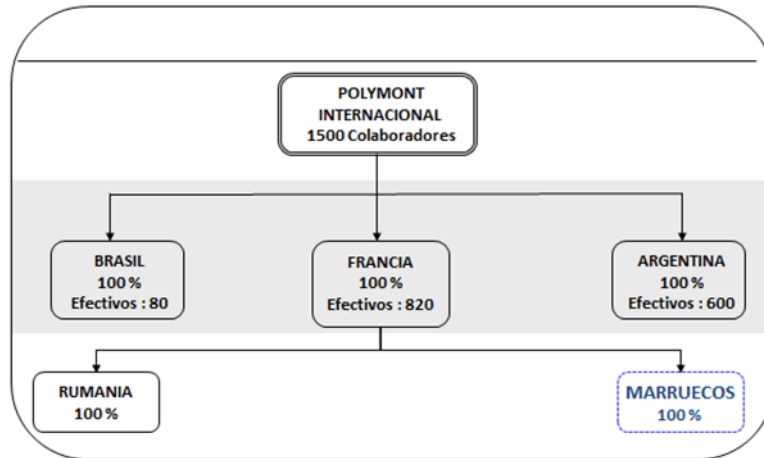 POLYMONT
INTERNACIONAL
1500 Colaboradores
BRASIL
100 %
Efectivos : 80
FRANCIA
100 %
Efectivos : 820
ARGENTINA
100 %
Efectivos : 600
RUMANIA
100 %
MARRUECOS
100 %